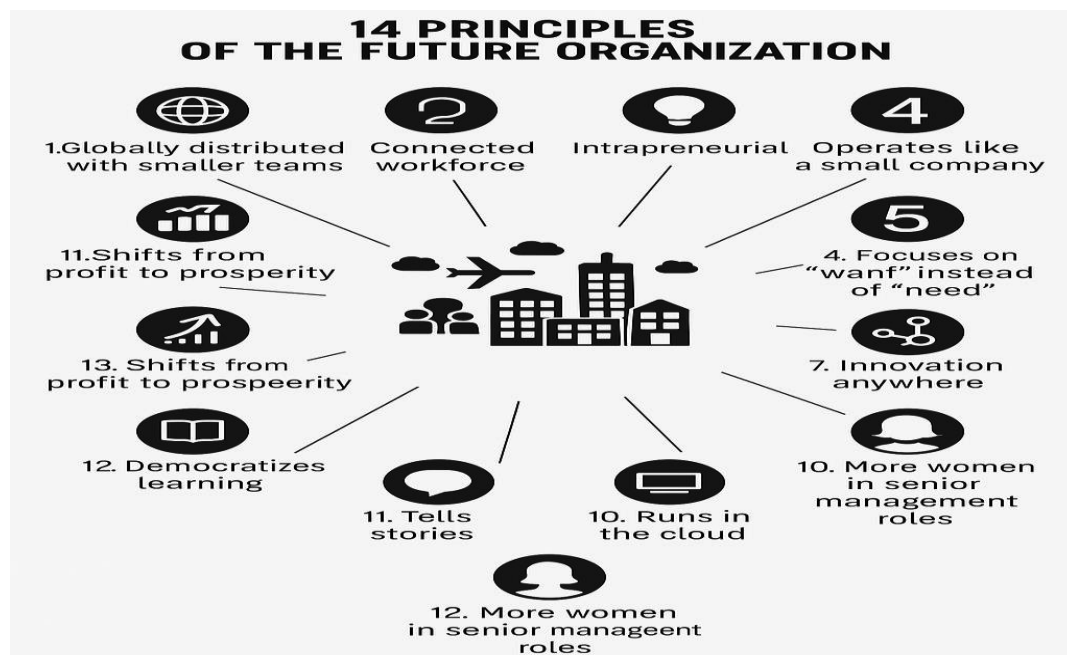 14 PRINCIPLES
OF THE FUTURE ORGANIZATION
1.Globally distributed
with smaller teams
2
Connected
workforce
Intrapreneurial
4
Operates like
a small company
11.Shifts from
profit to prosperity
5
4. Focuses on
“wanf” instead
of “need”
13. Shifts from
profit to prospeerity
7. Innovation
anywhere
12. Democratizes
learning
10. More women
in senior
management
roles
11. Tells
stories
10. Runs in
the cloud
12. More women
in senior manageent
roles